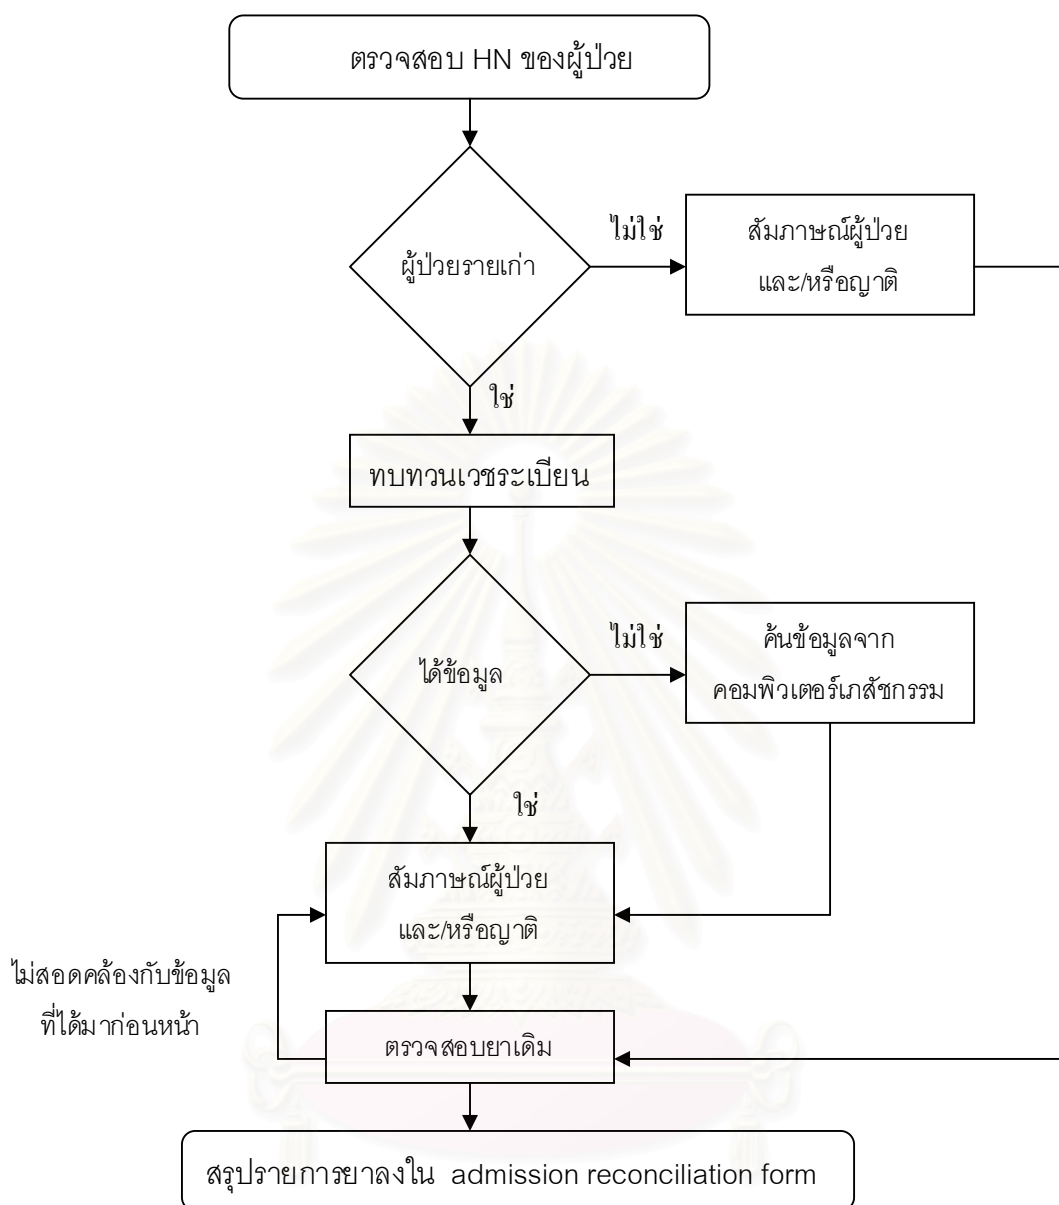 ตรวจสอบ HN ของผู้ป่วย
ผู้ป่วยรายเก่า
ไม่ใช่
สัมภาษณ์ผู้ป่วย
และ/หรือญาติ
ใช่
ทบทวนเวชระเบียน
ได้ข้อมูล
ไม่ใช่
ค้นข้อมูลจาก
คอมพิวเตอร์เภสัชกรรม
ใช่
สัมภาษณ์ผู้ป่วย
และ/หรือญาติ
ไม่สอดคล้องกับข้อมูล
ที่ได้มาก่อนหน้า
ตรวจสอบยาเดิม
สรุปรายการยาลงใน admission reconciliation form